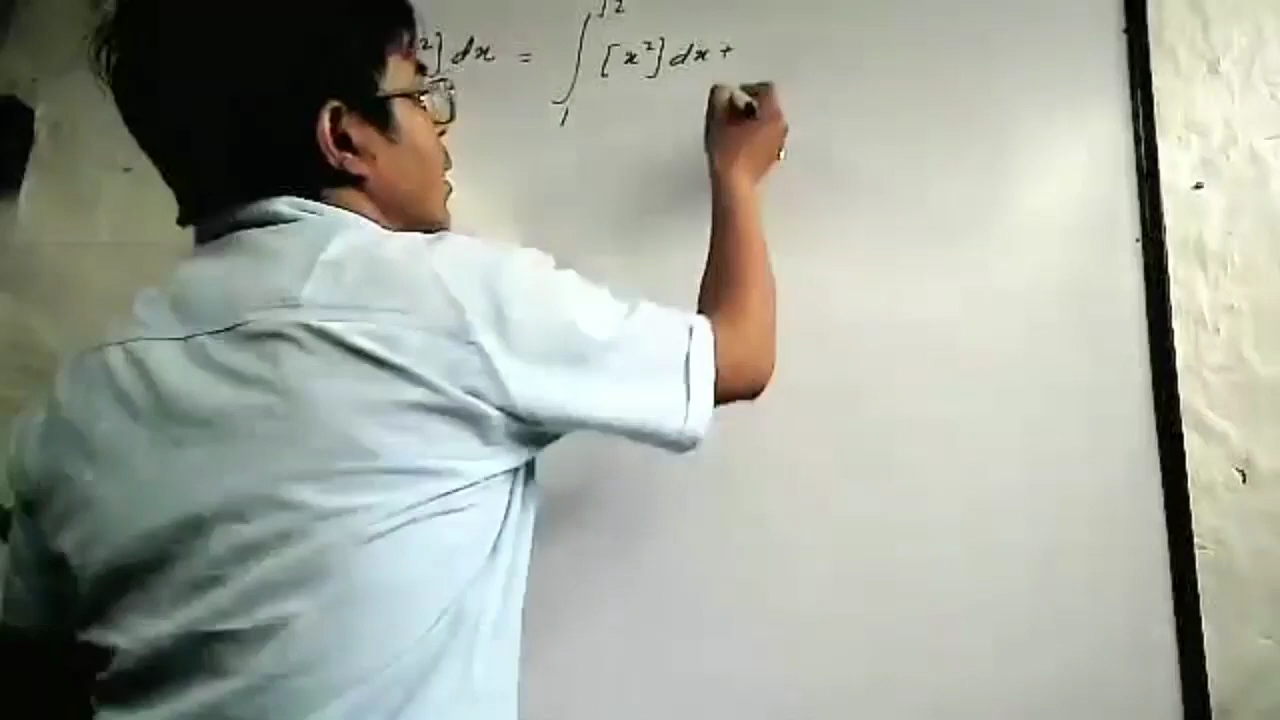 ²] dx = ∫₁^√2 [x²] dx +